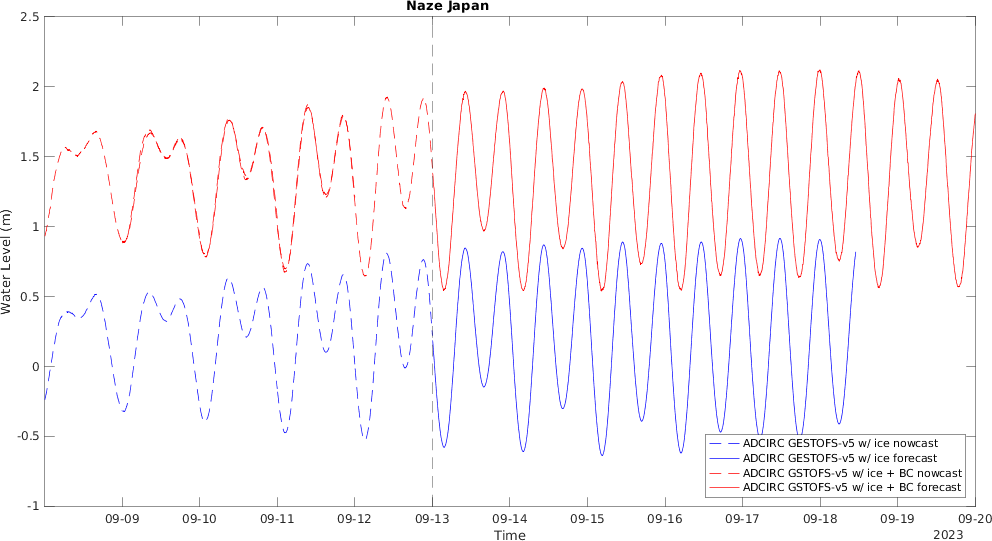 Naze Japan
2.5
2
1.5
1
0.5
0
-0.5
-1
Water Level (m)
ADCIRC GESTOFS-v5 w/ ice nowcast
ADCIRC GESTOFS-v5 w/ ice forecast
ADCIRC GSTOFS-v5 w/ ice + BC nowcast
ADCIRC GSTOFS-v5 w/ ice + BC forecast
09-09 09-10 09-11 09-12 09-13 09-14 09-15 09-16 09-17 09-18 09-19 09-20
Time
2023